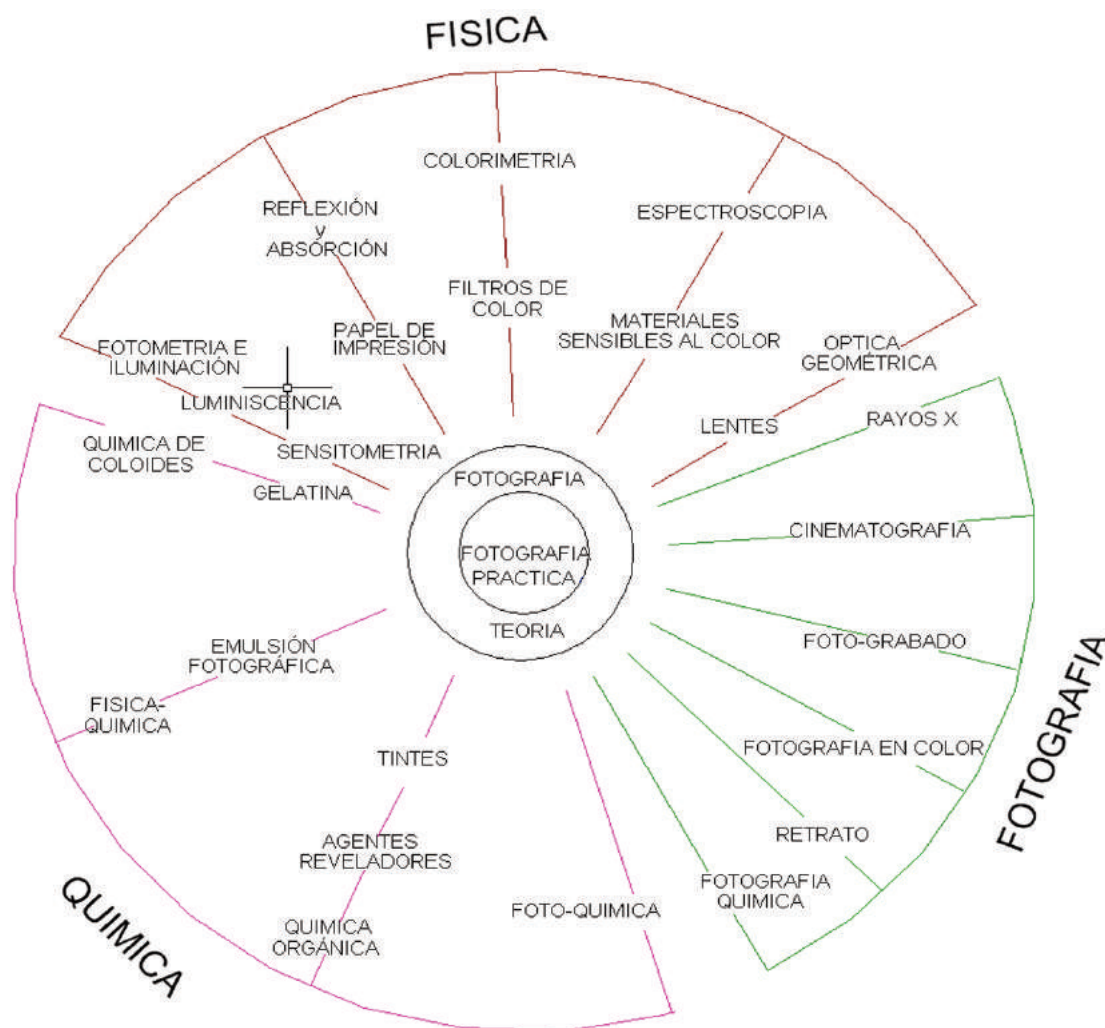 FISICA
COLORIMETRIA
REFLEXIÓN
y
ABSORCIÓN
ESPECTROSCOPIA
FILTROS DE
COLOR
PAPEL DE
IMPRESIÓN
MATERIALES
SENSIBLES AL COLOR
FOTOMETRIA E
ILUMINACIÓN
LUMINISCENCIA
SENSITOMETRIA
OPTICA
GEOMÉTRICA
LENTES
QUIMICA DE
COLOIDES
GELATINA
FOTOGRAFIA
FOTOGRAFIA
PRACTICA
TEORIA
RAYOS X
CINEMATOGRAFIA
FOTO-GRABADO
FOTOGRAFIA EN COLOR
RETRATO
FOTOGRAFIA
QUIMICA
FOTOGRAFIA
EMULSIÓN
FOTOGRÁFICA
FISICA-
QUIMICA
TINTES
AGENTES
REVELADORES
QUIMICA
ORGÁNICA
FOTO-QUIMICA
QUIMICA